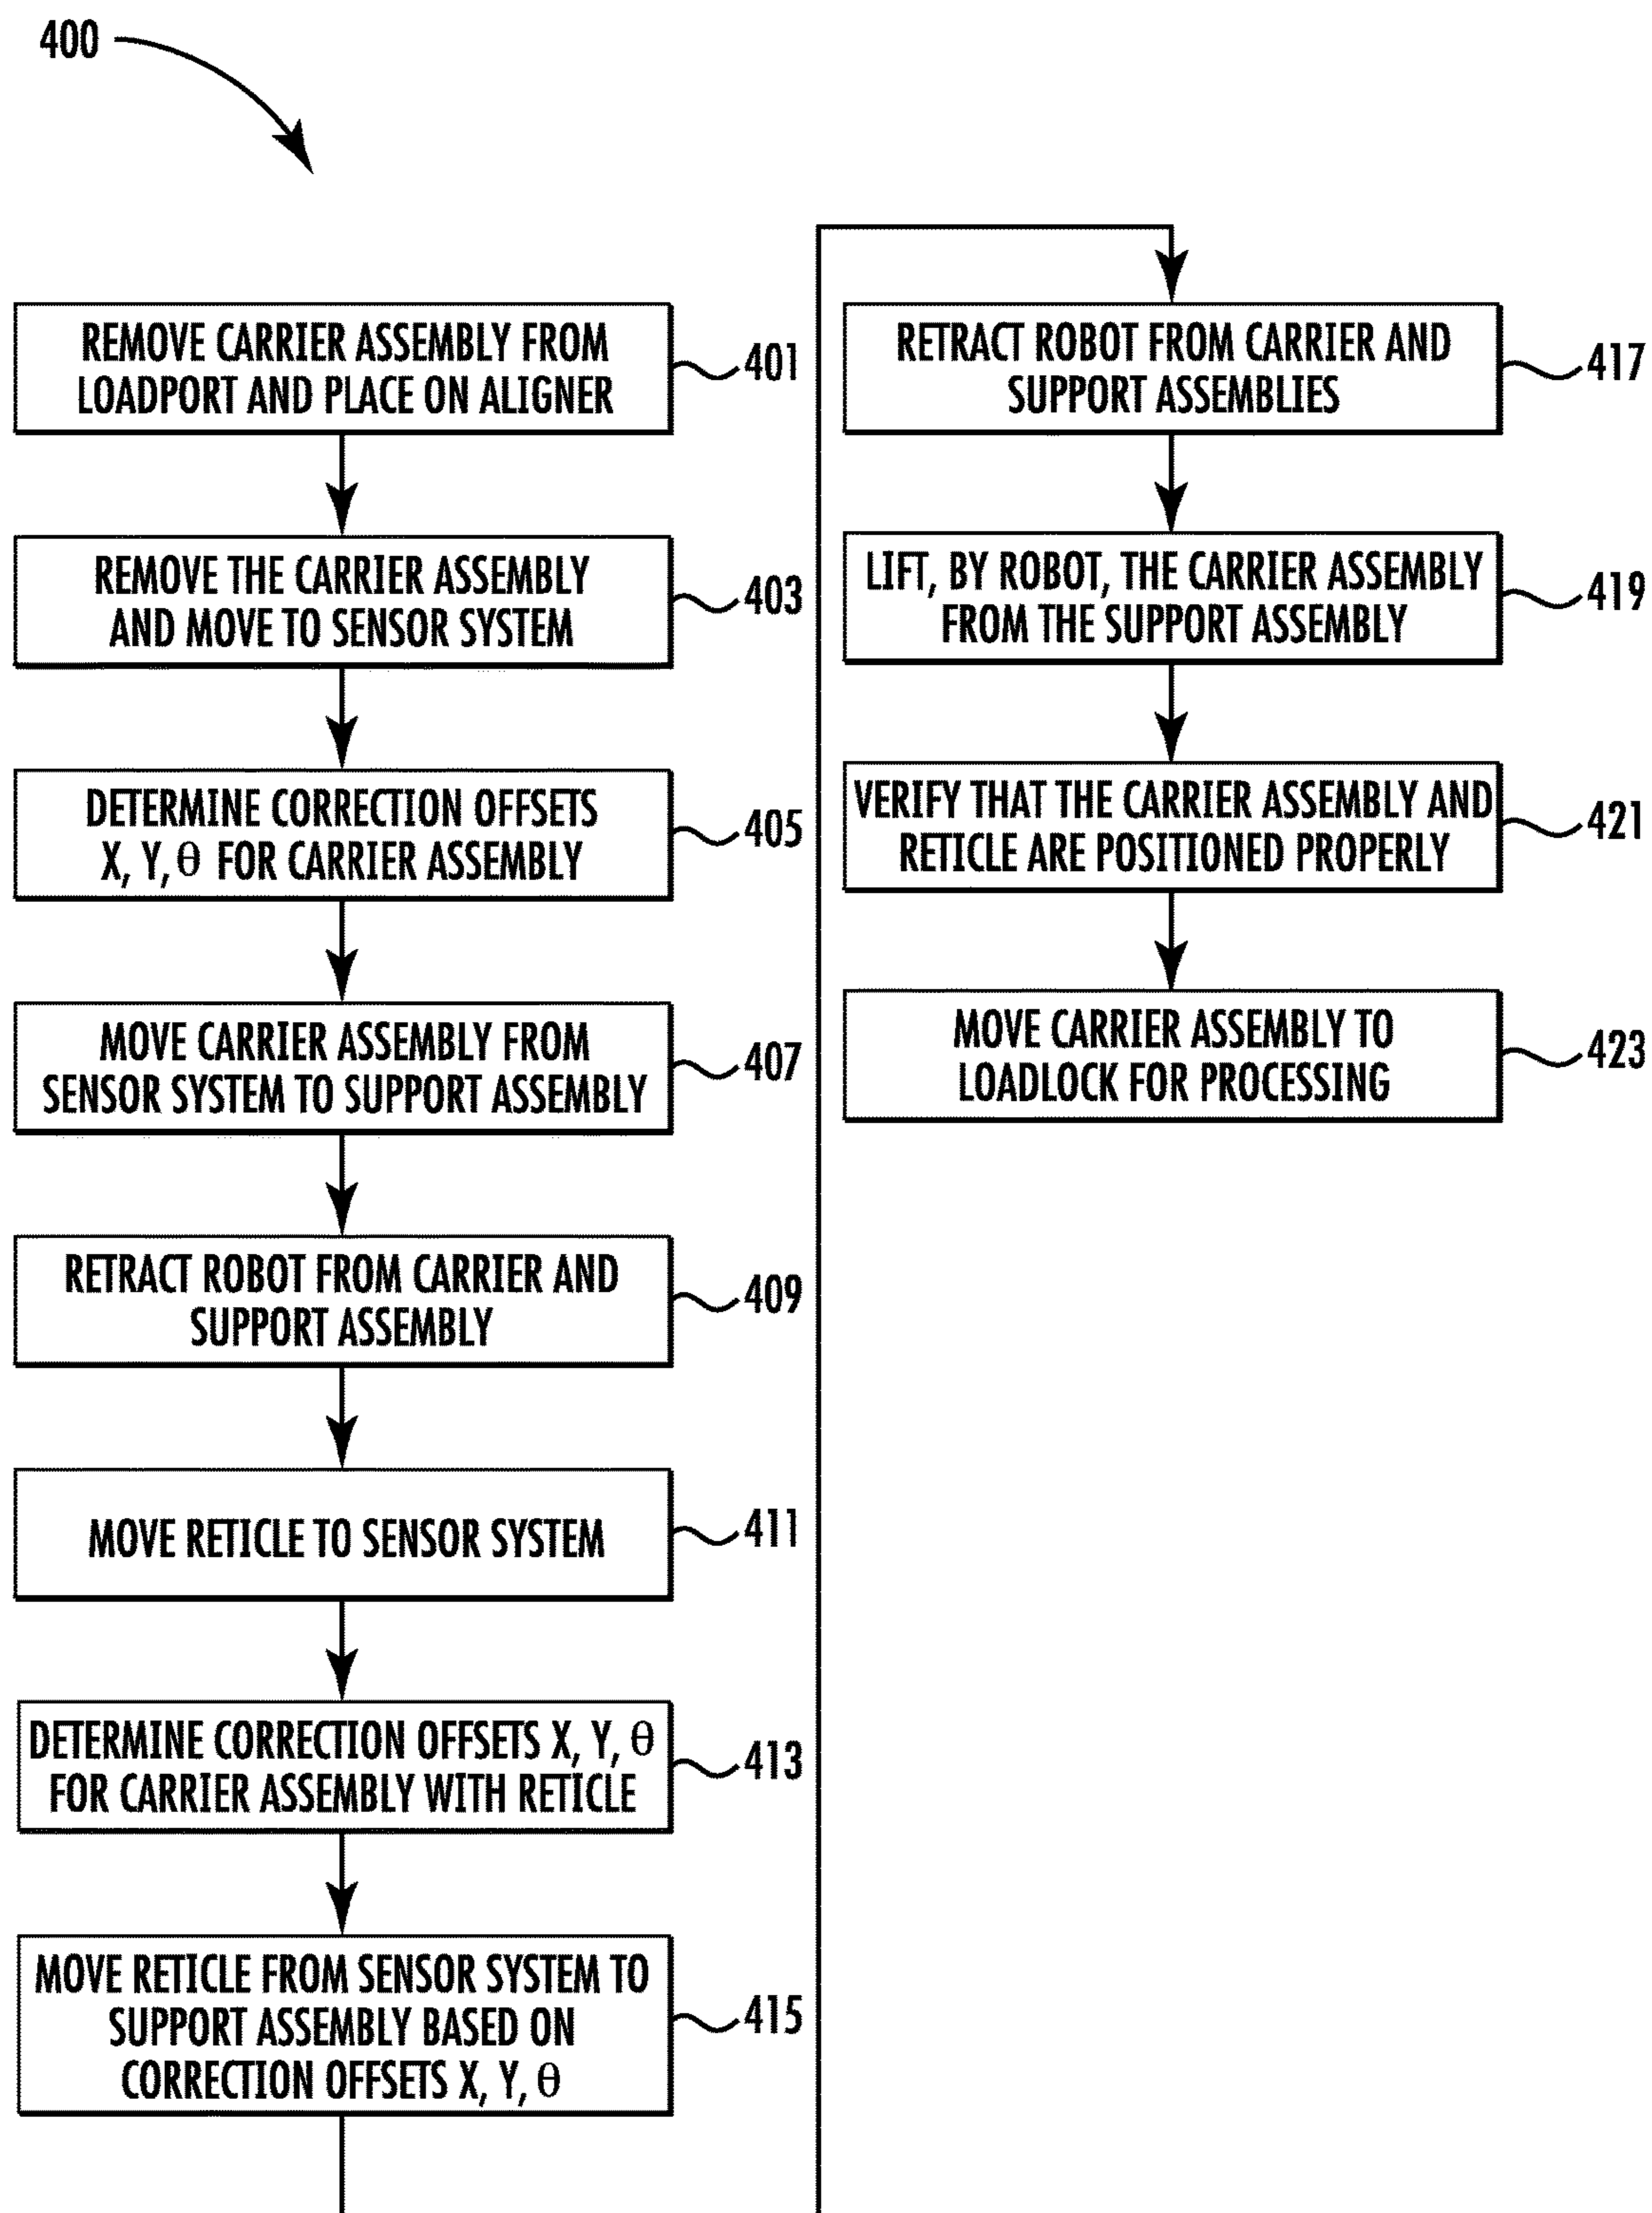 400
REMOVE CARRIER ASSEMBLY FROM
LOADPORT AND PLACE ON ALIGNER
401
REMOVE THE CARRIER ASSEMBLY
AND MOVE TO SENSOR SYSTEM
403
DETERMINE CORRECTION OFFSETS
X, Y, θ FOR CARRIER ASSEMBLY
405
MOVE CARRIER ASSEMBLY FROM
SENSOR SYSTEM TO SUPPORT ASSEMBLY
407
RETRACT ROBOT FROM CARRIER AND
SUPPORT ASSEMBLY
409
MOVE RETICLE TO SENSOR SYSTEM
411
DETERMINE CORRECTION OFFSETS X, Y, θ
FOR CARRIER ASSEMBLY WITH RETICLE
413
MOVE RETICLE FROM SENSOR SYSTEM TO
SUPPORT ASSEMBLY BASED ON
CORRECTION OFFSETS X, Y, θ
415
RETRACT ROBOT FROM CARRIER AND
SUPPORT ASSEMBLIES
417
LIFT, BY ROBOT, THE CARRIER ASSEMBLY
FROM THE SUPPORT ASSEMBLY
419
VERIFY THAT THE CARRIER ASSEMBLY AND
RETICLE ARE POSITIONED PROPERLY
421
MOVE CARRIER ASSEMBLY TO
LOADLOCK FOR PROCESSING
423